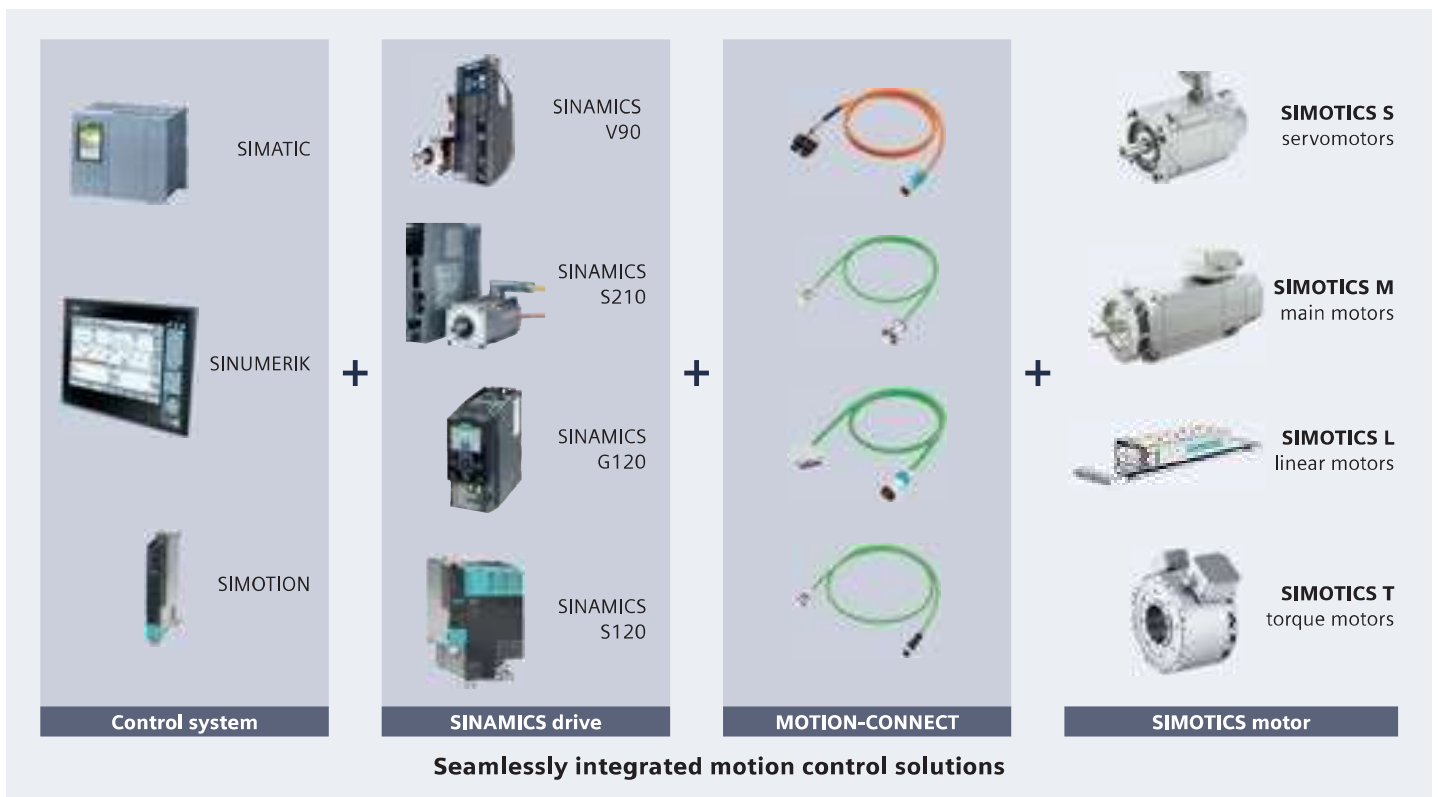 SIMATIC
SINUMERIK
SIMOTION
Control system
+
SINAMICS
V90
SINAMICS
S210
SINAMICS
G120
SINAMICS
S120
SINAMICS drive
+
MOTION-CONNECT
+
SIMOTICS S
servomotors
SIMOTICS M
main motors
SIMOTICS L
linear motors
SIMOTICS T
torque motors
SIMOTICS motor
Seamlessly integrated motion control solutions